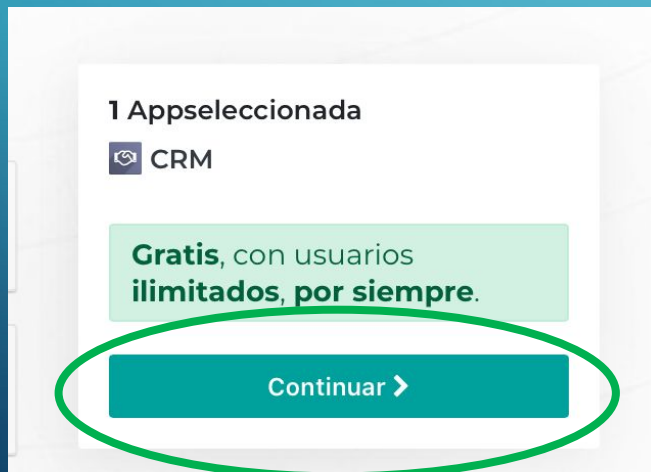 1 Appseleccionada
CRM
Gratis, con usuarios
ilimitados, por siempre.
Continuar